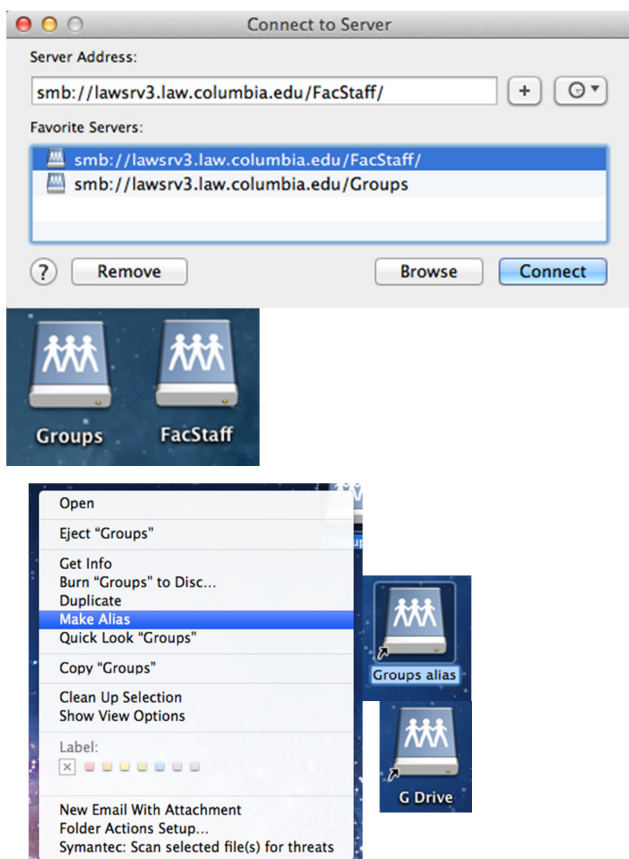 Connect to Server
Server Address:
smb://lawsrv3.law.columbia.edu/FacStaff/
+
Favorite Servers:
smb://lawsrv3.law.columbia.edu/FacStaff/
smb://lawsrv3.law.columbia.edu/Groups
? Remove Browse Connect
Groups FacStaff
Open
Eject “Groups”
Get Info
Burn “Groups” to Disc...
Duplicate
Make Alias
Quick Look “Groups”
Copy “Groups”
Clean Up Selection
Show View Options
Label:
New Email With Attachment
Folder Actions Setup...
Symantec: Scan selected file(s) for threats
Groups alias
G Drive